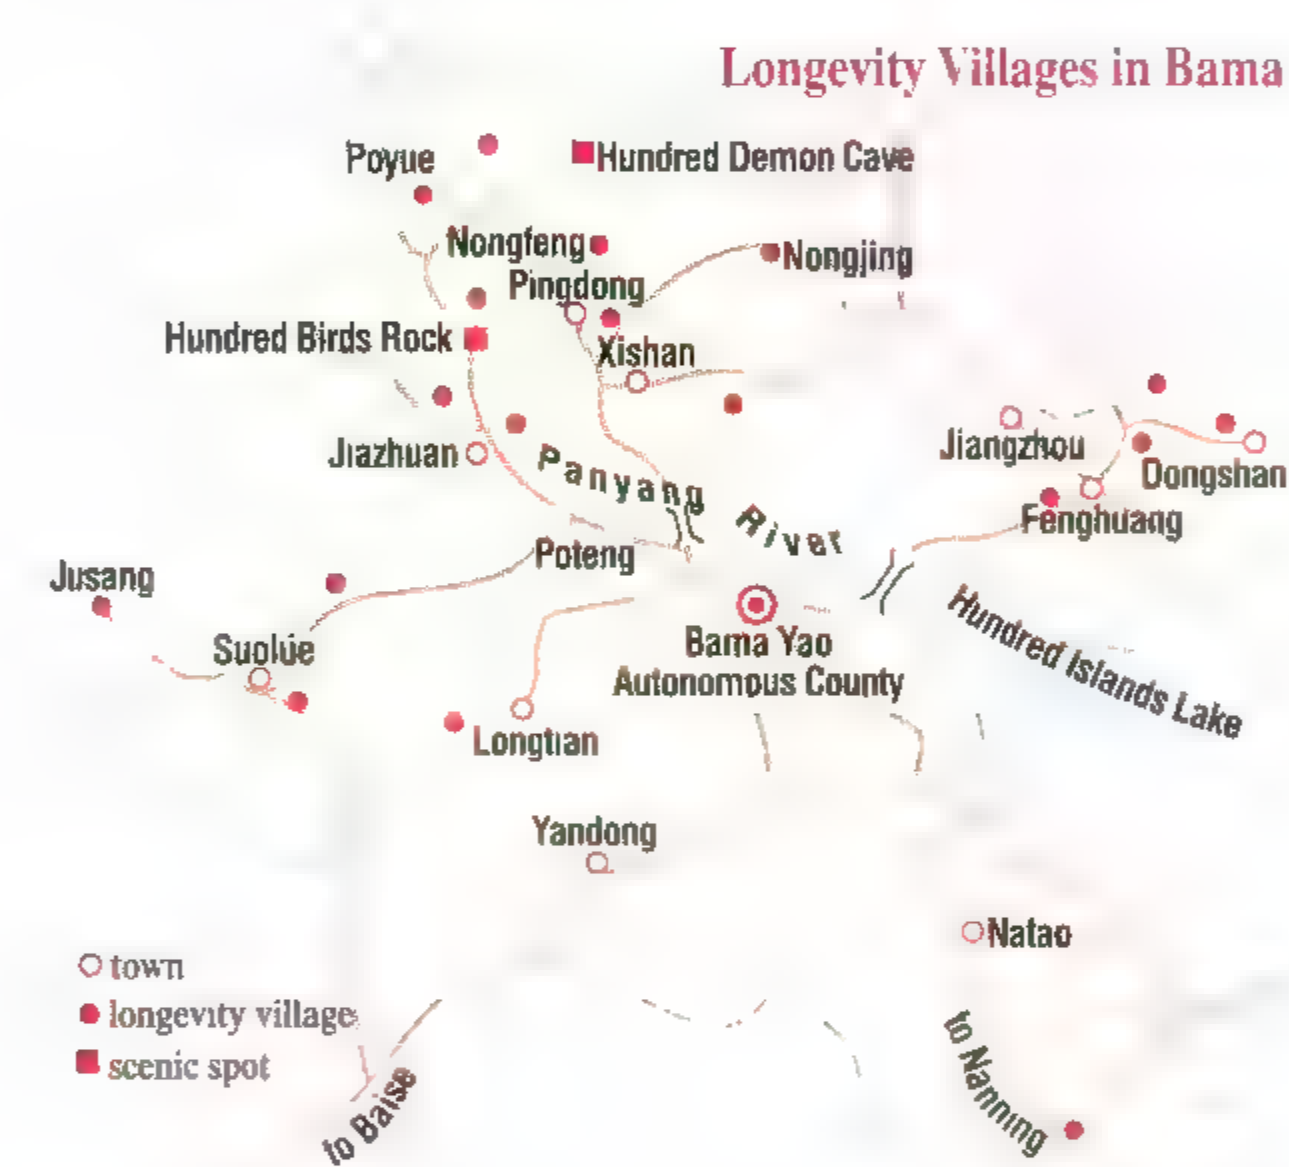 Longevity Villages in Bama
Poyue
Hundred Demon Cave
Nongfeng
Nongjing
Pingdong
Hundred Birds Rock
Xishan
Jiangzhou
Jiazhuan
Panyang River
Dongshan
Fenghuang
Poteng
Jusang
Hundred Islands Lake
Suolue
Bama Yao
Autonomous County
Longtian
Yandong
Natao
town
longevity village
scenic spot
to Baise
to Nanning